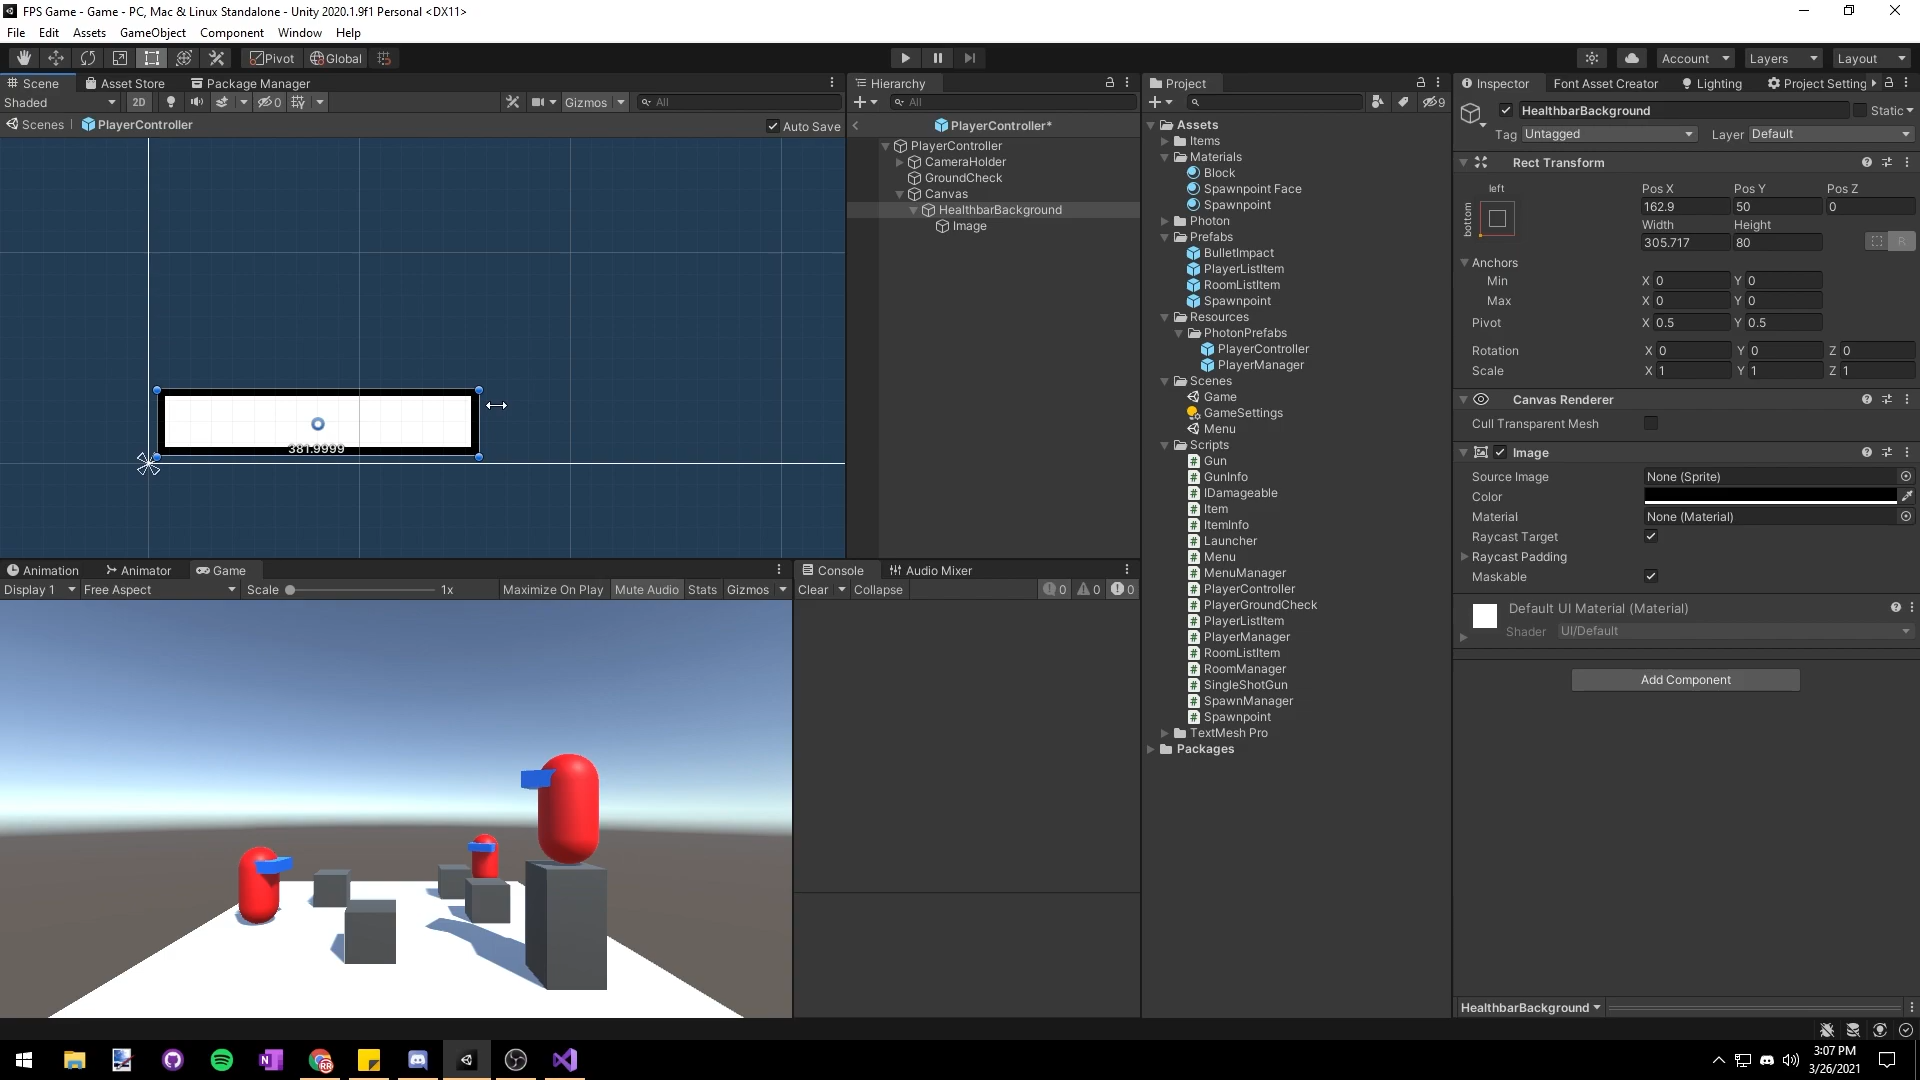 FPS Game - Game - PC, Mac & Linux Standalone - Unity 2020.1.9f1 Personal <DX11>
File Edit Assets GameObject Component Window Help
Pivot Global Account Layers Layout
Scene Asset Store Package Manager
Shaded 2D 0 Gizmos All
Scenes PlayerController Auto Save
381.9999
Hierarchy
All
PlayerController*
PlayerController
CameraHolder
GroundCheck
Canvas
HealthbarBackground
Image
Project
9
Assets
Items
Materials
Block
Spawnpoint Face
Spawnpoint
Photon
Prefabs
BulletImpact
PlayerListItem
RoomListItem
Spawnpoint
Resources
PhotonPrefabs
PlayerController
PlayerManager
Scenes
Game
GameSettings
Menu
Scripts
Gun
GunInfo
IDamageable
Item
ItemInfo
Launcher
Menu
MenuManager
PlayerController
PlayerGroundCheck
PlayerListItem
PlayerManager
RoomListItem
RoomManager
SingleShotGun
SpawnManager
Spawnpoint
TextMesh Pro
Packages
Inspector Font Asset Creator Lighting Project Setting
HealthbarBackground Static
Tag Untagged Layer Default
Rect Transform
left Pos X Pos Y Pos Z
bottom 162.9 50 0
Width Height
305.717 80 R
Anchors
Min X 0 Y 0
Max X 0 Y 0
Pivot X 0.5 Y 0.5
Rotation X 0 Y 0 Z 0
Scale X 1 Y 1 Z 1
Canvas Renderer
Cull Transparent Mesh
Image
Source Image None (Sprite)
Color
Material None (Material)
Raycast Target
Raycast Padding
Maskable
Default UI Material (Material)
Shader UI/Default
Add Component
HealthbarBackground
Animation Animator Game
Display 1 Free Aspect Scale 1x Maximize On Play Mute Audio Stats Gizmos
Console Audio Mixer
Clear Collapse 0 0 0
3:07 PM
3/26/2021